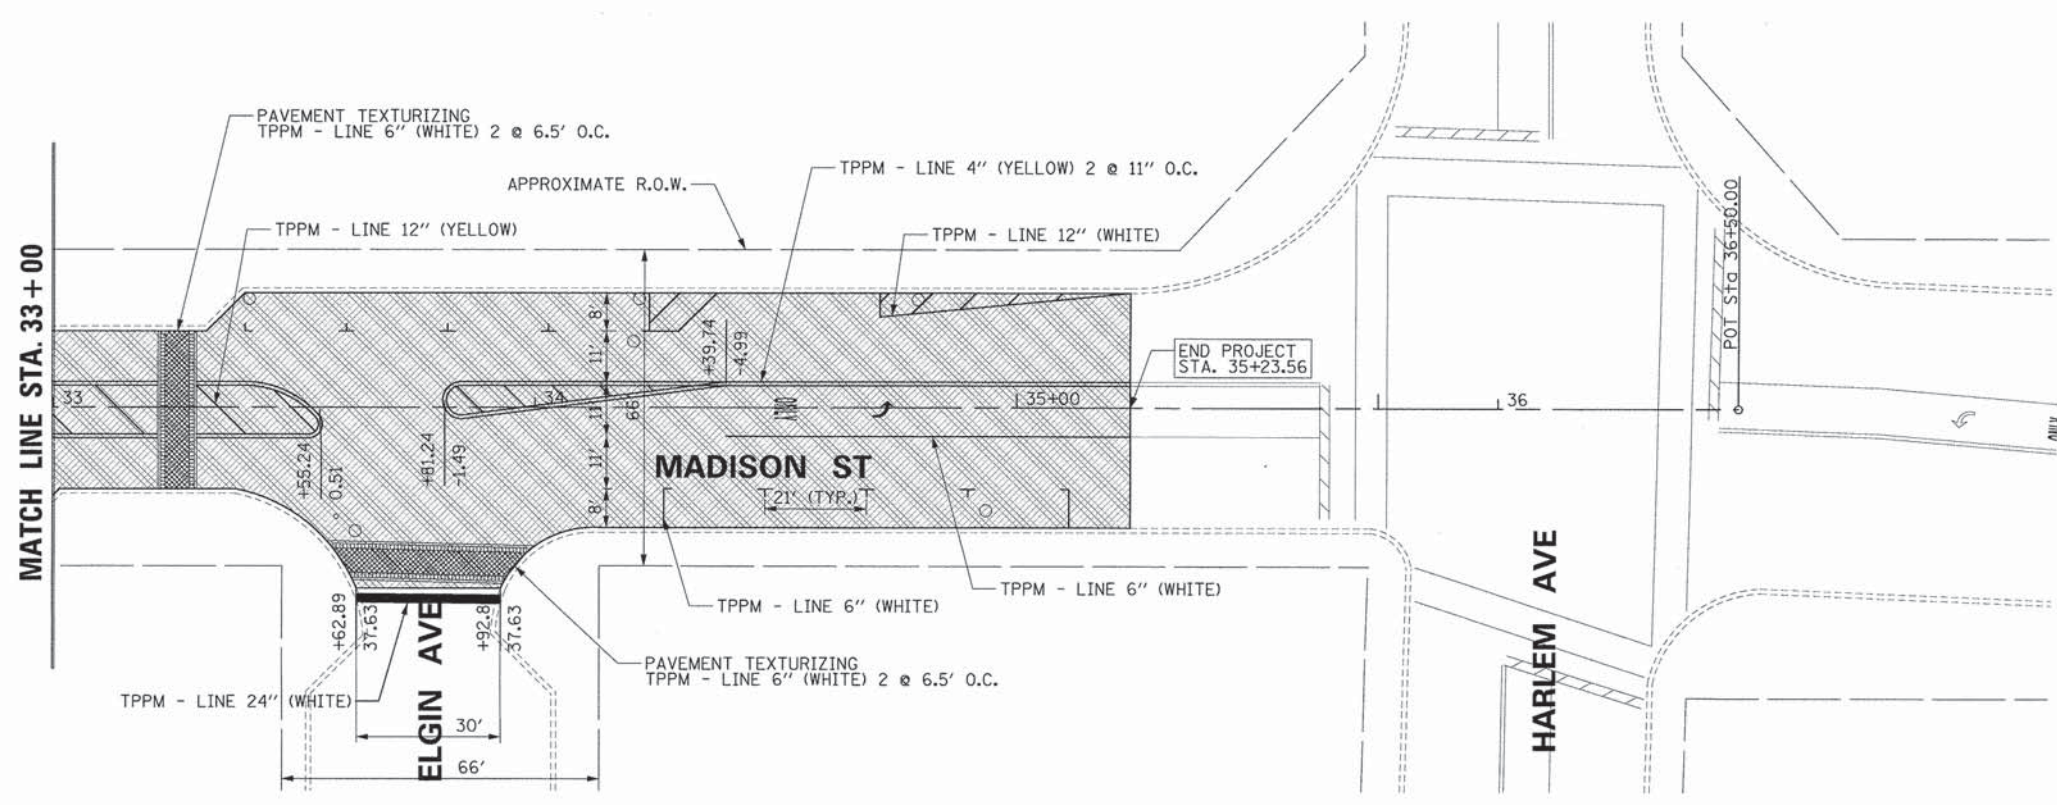 PAVEMENT TEXTURIZING
TPPM - LINE 6" (WHITE) 2 @ 6.5' O.C.
TPPM - LINE 4" (YELLOW) 2 @ 11" O.C.
APPROXIMATE R.O.W.
TPPM - LINE 12" (YELLOW)
TPPM - LINE 12" (WHITE)
POT Sta 36+50.00
MATCH LINE STA. 33+00
8'
11'
11'
11'
8'
66'
+39.74
-4.99
END PROJECT
STA. 35+23.56
33
34
35+00
36
ONLY
ONLY
+55.24
0.51
+81.24
-1.49
MADISON ST
21' (TYP.)
TPPM - LINE 6" (WHITE)
TPPM - LINE 6" (WHITE)
+62.89
37.63
+92.8
37.63
PAVEMENT TEXTURIZING
TPPM - LINE 6" (WHITE) 2 @ 6.5' O.C.
TPPM - LINE 24" (WHITE)
ELGIN AVE
30'
66'
HARLEM AVE